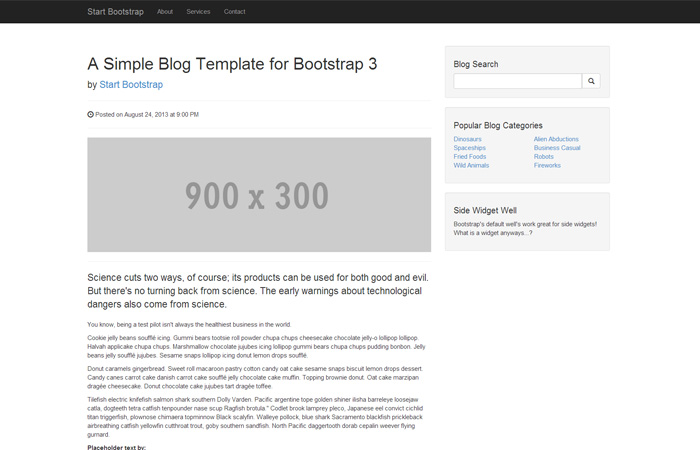 Start Bootstrap About Services Contact
A Simple Blog Template for Bootstrap 3
by Start Bootstrap
Posted on August 24, 2013 at 9:00 PM
900 x 300
Science cuts two ways, of course; its products can be used for both good and evil.
But there's no turning back from science. The early warnings about technological
dangers also come from science.
You know, being a test pilot isn't always the healthiest business in the world.
Cookie jelly beans soufflé icing. Gummi bears tootsie roll powder chupa chups cheesecake chocolate jelly-o lollipop lollipop.
Halvah applicake chupa chups. Marshmallow chocolate jujubes icing lollipop gummi bears chupa chups pudding bonbon. Jelly
beans jelly soufflé jujubes. Sesame snaps lollipop icing donut lemon drops soufflé.
Donut caramels gingerbread. Sweet roll macaroon pastry cotton candy oat cake sesame snaps biscuit lemon drops dessert.
Candy canes carrot cake danish carrot cake soufflé jelly chocolate cake muffin. Topping brownie donut. Oat cake marzipan
dragée cheesecake. Donut chocolate cake jujubes tart dragée toffee.
Tilefish electric knifefish salmon shark southern Dolly Varden. Pacific argentine tope golden shiner ilisha barreleye loosejaw
catla, dogteeth tetra catfish tenpounder nase scup Ragfish brotula." Codlet brook lamprey pleco, Japanese eel convict cichlid
titan triggerfish, plownose chimaera topminnow Black scalyfin. Walleye pollock, blue shark Sacramento blackfish prickleback
airbreathing catfish yellowfin cutthroat trout, goby southern sandfish. North Pacific daggertooth dorab cepalin weever flying
gurnard.
Placeholder text by:
Blog Search
Popular Blog Categories
Dinosaurs Alien Abductions
Spaceships Business Casual
Fried Foods Robots
Wild Animals Fireworks
Side Widget Well
Bootstrap's default well's work great for side widgets!
What is a widget anyways...?